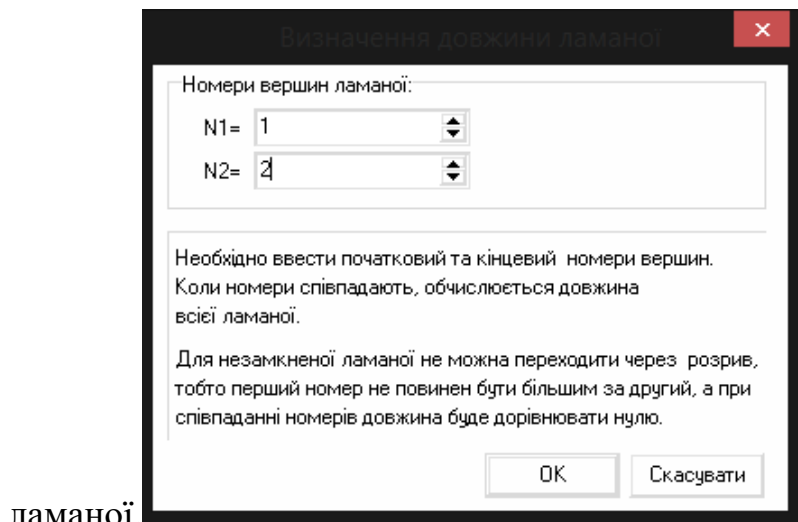 Визначення довжини ламаної
Номери вершин ламаної:
N1= 1
N2= 2
Необхідно ввести початковий та кінцевий номери вершин.
Коли номери співпадають, обчислюється довжина
всієї ламаної.
Для незамкненої ламаної не можна переходити через розрив,
тобто перший номер не повинен бути більшим за другий, а при
співпаданні номерів довжина буде дорівнювати нулю.
OK Скасувати
ламаної